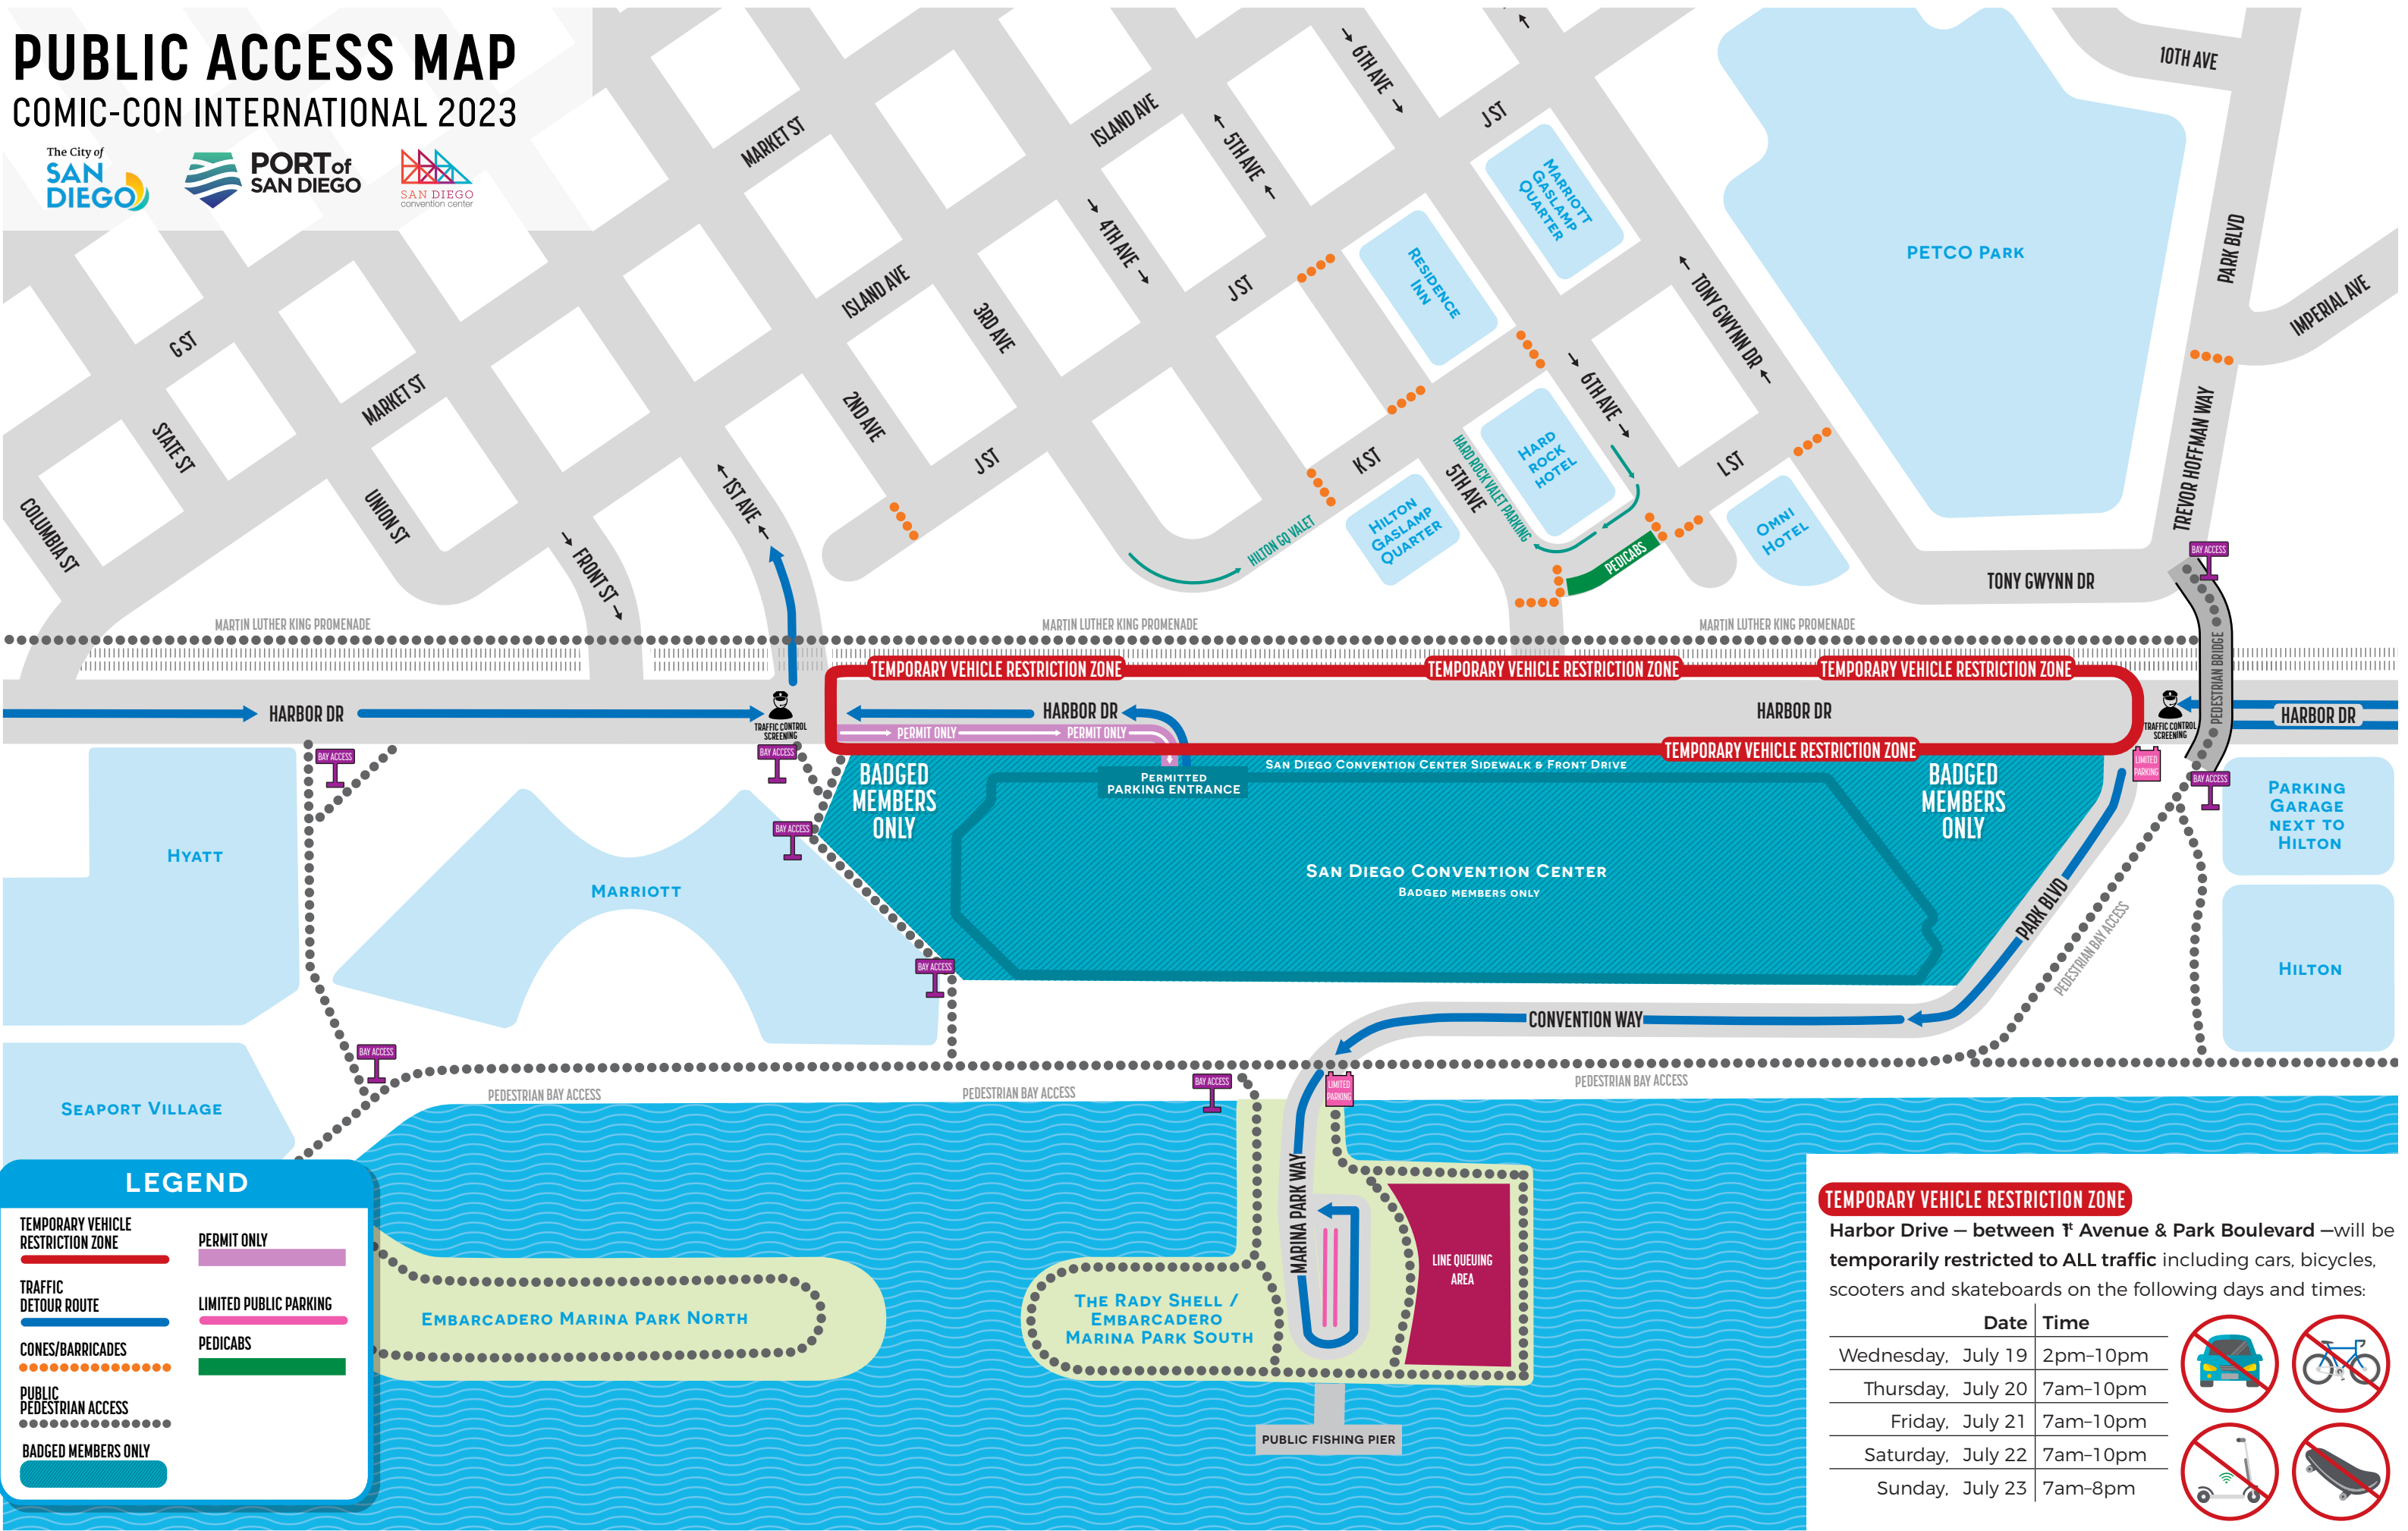 PUBLIC ACCESS MAP
COMIC-CON INTERNATIONAL 2023
The City of
SAN
DIEGO
PORT of
SAN DIEGO
SAN DIEGO
convention center
10TH AVE
6TH AVE
J ST
ISLAND AVE
MARKET ST
5TH AVE
MARRIOTT
GASLAMP
QUARTER
PETCO PARK
PARK BLVD
IMPERIAL AVE
4TH AVE
J ST
RESIDENCE
INN
TONY GWYNN DR
ISLAND AVE
3RD AVE
G ST
MARKET ST
2ND AVE
6TH AVE
TREVOR HOFFMAN WAY
STATE ST
J ST
K ST
HARD ROCK VALET PARKING
5TH AVE
HARD
ROCK
HOTEL
L ST
COLUMBIA ST
UNION ST
1ST AVE
FRONT ST
HILTON GQ VALET
HILTON
GASLAMP
QUARTER
PEDICABS
OMNI
HOTEL
BAY ACCESS
TONY GWYNN DR
MARTIN LUTHER KING PROMENADE
MARTIN LUTHER KING PROMENADE
MARTIN LUTHER KING PROMENADE
PEDESTRIAN BRIDGE
TEMPORARY VEHICLE RESTRICTION ZONE
TEMPORARY VEHICLE RESTRICTION ZONE
TEMPORARY VEHICLE RESTRICTION ZONE
HARBOR DR
TRAFFIC CONTROL
SCREENING
HARBOR DR
HARBOR DR
TRAFFIC CONTROL
SCREENING
HARBOR DR
PERMIT ONLY
PERMIT ONLY
TEMPORARY VEHICLE RESTRICTION ZONE
BAY ACCESS
BAY ACCESS
LIMITED
PARKING
BAY ACCESS
BADGED
MEMBERS
ONLY
PERMITTED
PARKING ENTRANCE
SAN DIEGO CONVENTION CENTER SIDEWALK & FRONT DRIVE
BADGED
MEMBERS
ONLY
PARKING
GARAGE
NEXT TO
HILTON
BAY ACCESS
HYATT
MARRIOTT
SAN DIEGO CONVENTION CENTER
BADGED MEMBERS ONLY
PARK BLVD
PEDESTRIAN BAY ACCESS
HILTON
BAY ACCESS
CONVENTION WAY
BAY ACCESS
PEDESTRIAN BAY ACCESS
PEDESTRIAN BAY ACCESS
BAY ACCESS
LIMITED
PARKING
PEDESTRIAN BAY ACCESS
SEAPORT VILLAGE
MARINA PARK WAY
LINE QUEUING
AREA
EMBARCADERO MARINA PARK NORTH
THE RADY SHELL /
EMBARCADERO
MARINA PARK SOUTH
PUBLIC FISHING PIER
LEGEND
TEMPORARY VEHICLE
RESTRICTION ZONE
TRAFFIC
DETOUR ROUTE
CONES/BARRICADES
PUBLIC
PEDESTRIAN ACCESS
BADGED MEMBERS ONLY
PERMIT ONLY
LIMITED PUBLIC PARKING
PEDICABS
TEMPORARY VEHICLE RESTRICTION ZONE
Harbor Drive — between 1st Avenue & Park Boulevard —will be
temporarily restricted to ALL traffic including cars, bicycles,
scooters and skateboards on the following days and times:
Date Time
Wednesday, July 19 2pm–10pm
Thursday, July 20 7am–10pm
Friday, July 21 7am–10pm
Saturday, July 22 7am–10pm
Sunday, July 23 7am–8pm